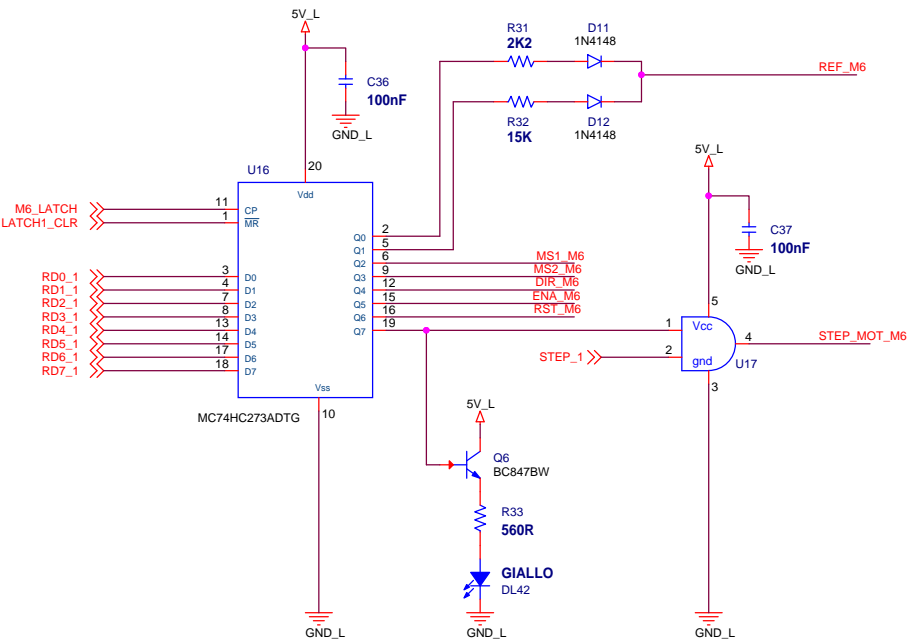 5V_L
R31
2K2
D11
1N4148
REF_M6
C36
100nF
GND_L
R32
15K
D12
1N4148
5V_L
U16
20
Vdd
M6_LATCH
11
CP
LATCH1_CLR
1
MR
C37
100nF
GND_L
Q0
2
Q1
5
Q2
6
MS1_M6
Q3
9
MS2_M6
Q4
12
DIR_M6
Q5
15
ENA_M6
Q6
16
RST_M6
Q7
19
RD0_1
3
D0
RD1_1
4
D1
RD2_1
7
D2
RD3_1
8
D3
RD4_1
13
D4
RD5_1
14
D5
RD6_1
17
D6
RD7_1
18
D7
5
1
Vcc
STEP_1
2
gnd
4
STEP_MOT_M6
U17
3
Vss
10
MC74HC273ADTG
5V_L
Q6
BC847BW
R33
560R
GIALLO
DL42
GND_L
GND_L
GND_L